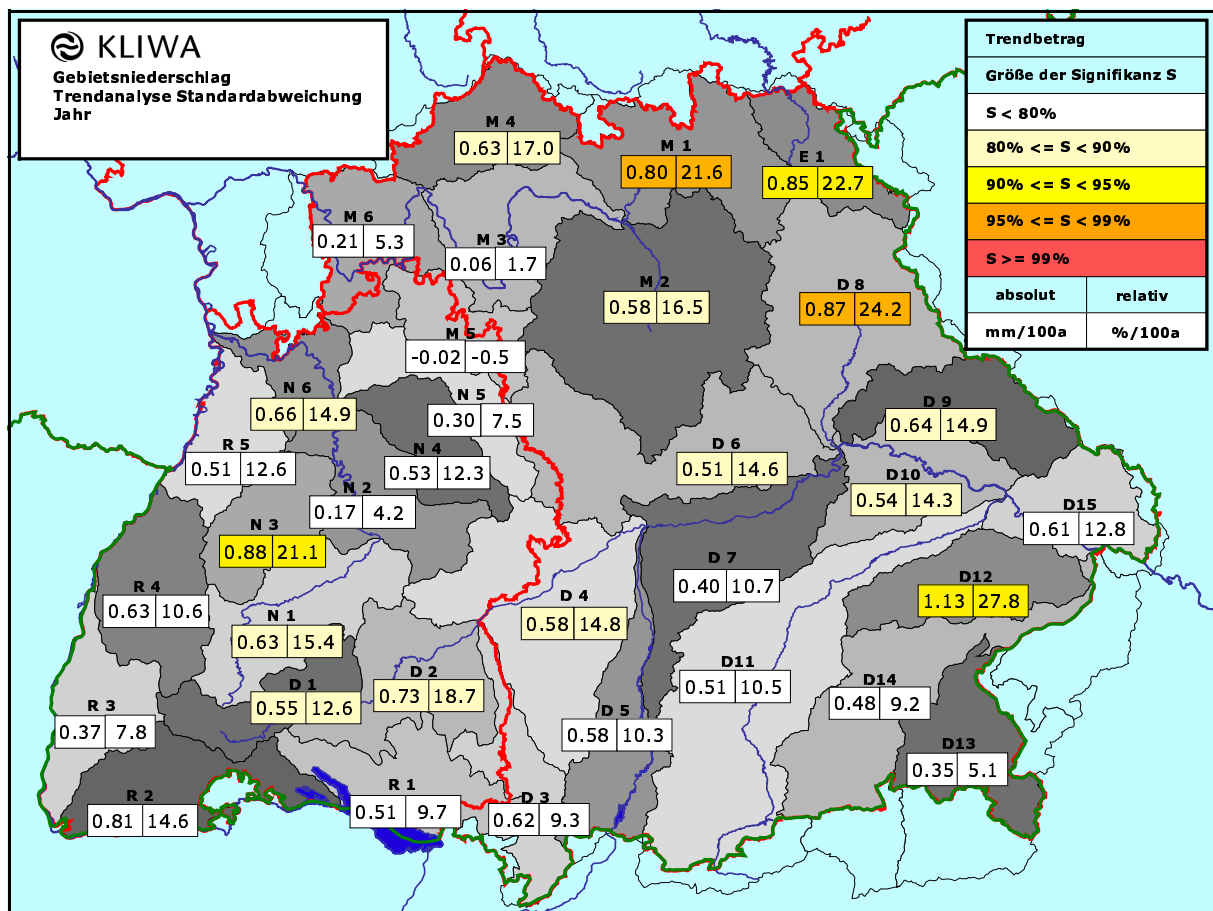 KLIWA
Gebietsniederschlag
Trendanalyse Standardabweichung
Jahr
Trendbetrag
Größe der Signifikanz S
S < 80%
80% <= S < 90%
90% <= S < 95%
95% <= S < 99%
S >= 99%
absolut relativ
mm/100a %/100a
M 4
0.63 17.0
M 1
0.80 21.6
E 1
0.85 22.7
M 6
0.21 5.3
M 3
0.06 1.7
M 2
0.58 16.5
D 8
0.87 24.2
M 5
-0.02 -0.5
N 6
0.66 14.9
N 5
0.30 7.5
D 9
0.64 14.9
R 5
0.51 12.6
N 4
0.53 12.3
D 6
0.51 14.6
D10
0.54 14.3
N 2
0.17 4.2
D15
0.61 12.8
N 3
0.88 21.1
D 7
0.40 10.7
D12
1.13 27.8
R 4
0.63 10.6
D 4
0.58 14.8
N 1
0.63 15.4
D11
0.51 10.5
D 2
0.73 18.7
D 1
0.55 12.6
D14
0.48 9.2
R 3
0.37 7.8
D 5
0.58 10.3
D13
0.35 5.1
R 2
0.81 14.6
R 1
0.51 9.7
D 3
0.62 9.3